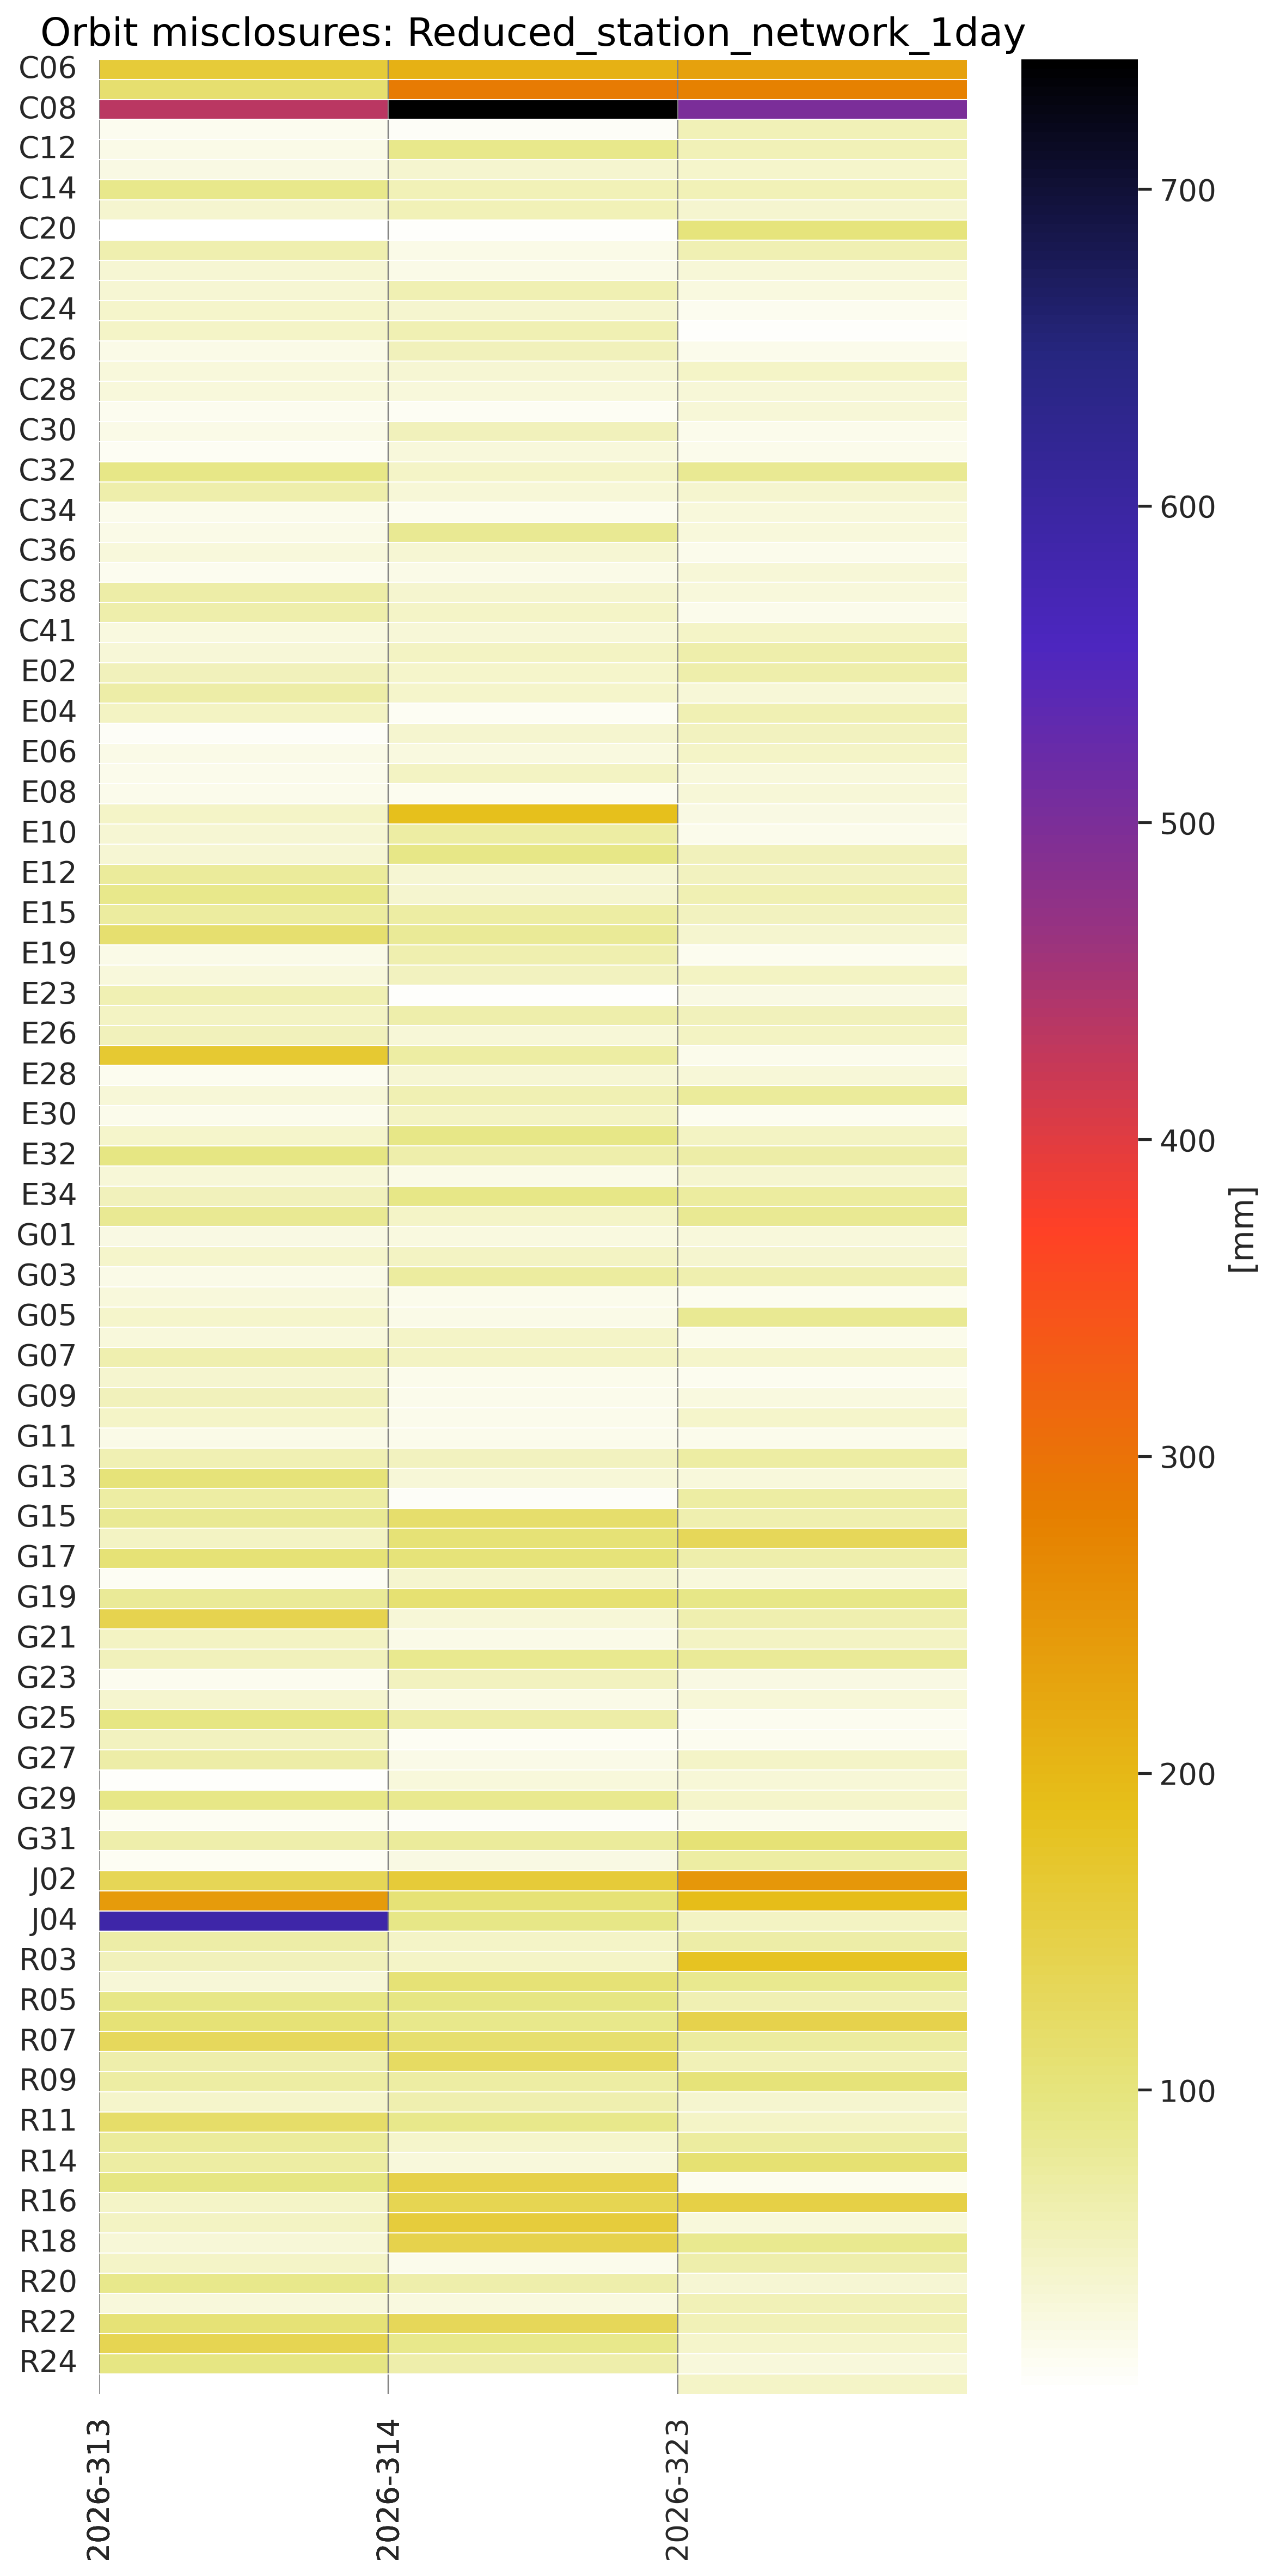 Orbit misclosures: Reduced_station_network_1day
C06
C08
C12
C14
C20
C22
C24
C26
C28
C30
C32
C34
C36
C38
C41
E02
E04
E06
E08
E10
E12
E15
E19
E23
E26
E28
E30
E32
E34
G01
G03
G05
G07
G09
G11
G13
G15
G17
G19
G21
G23
G25
G27
G29
G31
J02
J04
R03
R05
R07
R09
R11
R14
R16
R18
R20
R22
R24
2026-313
2026-314
2026-323
700
600
500
400
300
200
100
[mm]